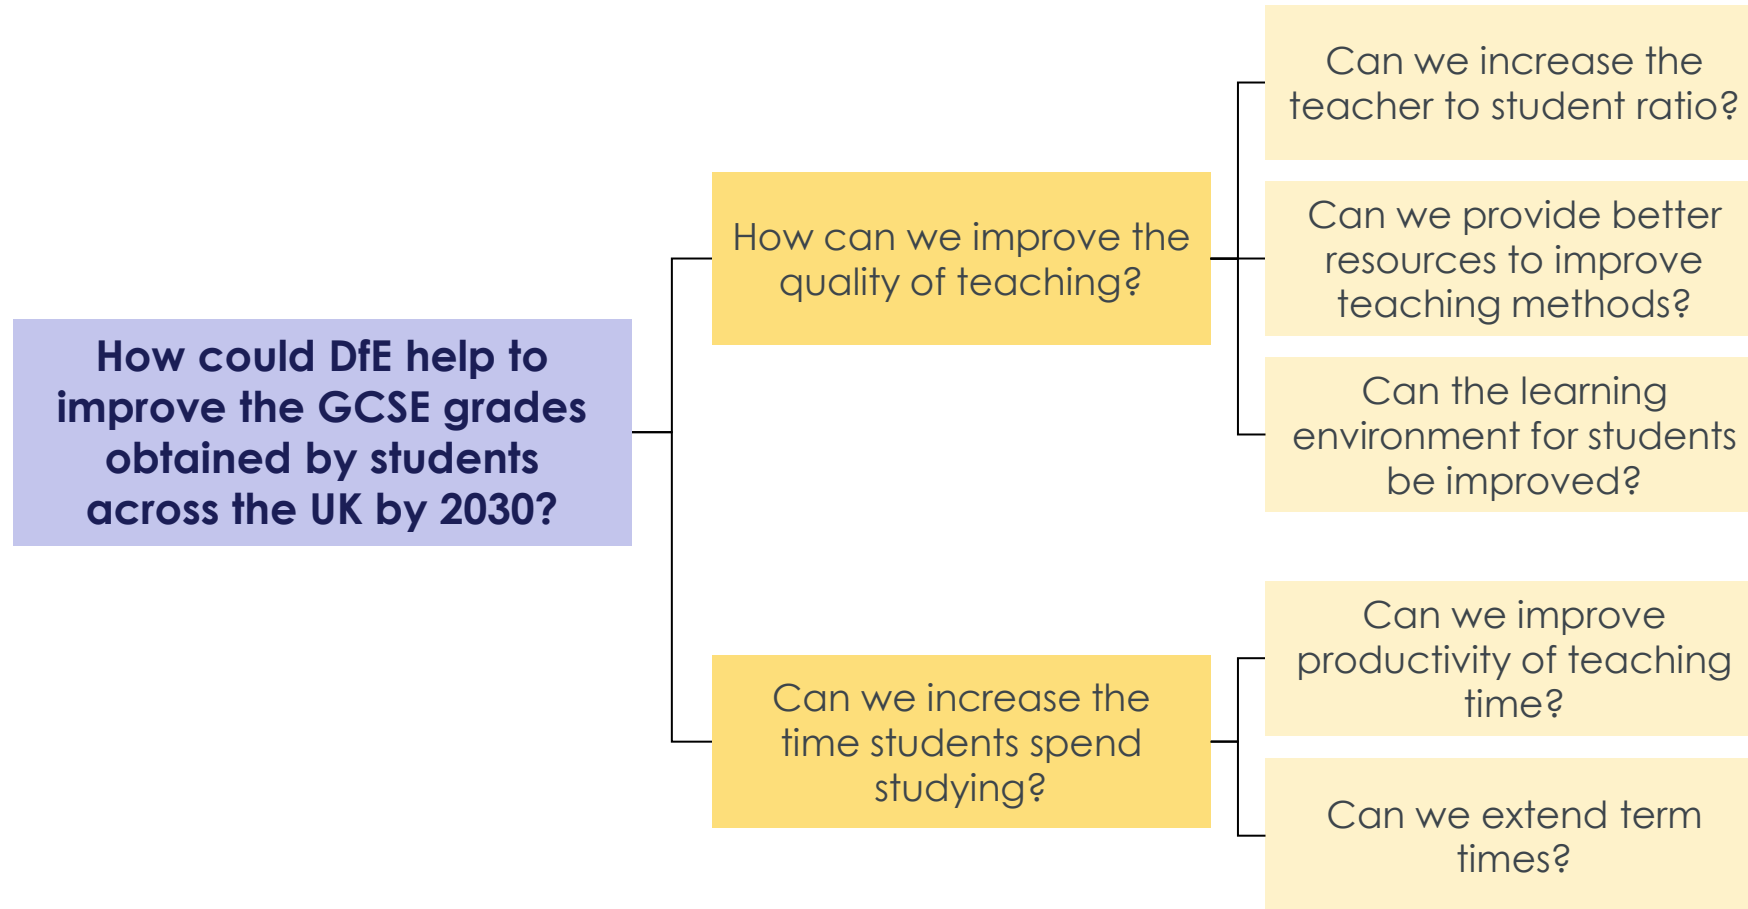 How could DfE help to
improve the GCSE grades
obtained by students
across the UK by 2030?
How can we improve the
quality of teaching?
Can we increase the
teacher to student ratio?
Can we provide better
resources to improve
teaching methods?
Can the learning
environment for students
be improved?
Can we increase the
time students spend
studying?
Can we improve
productivity of teaching
time?
Can we extend term
times?